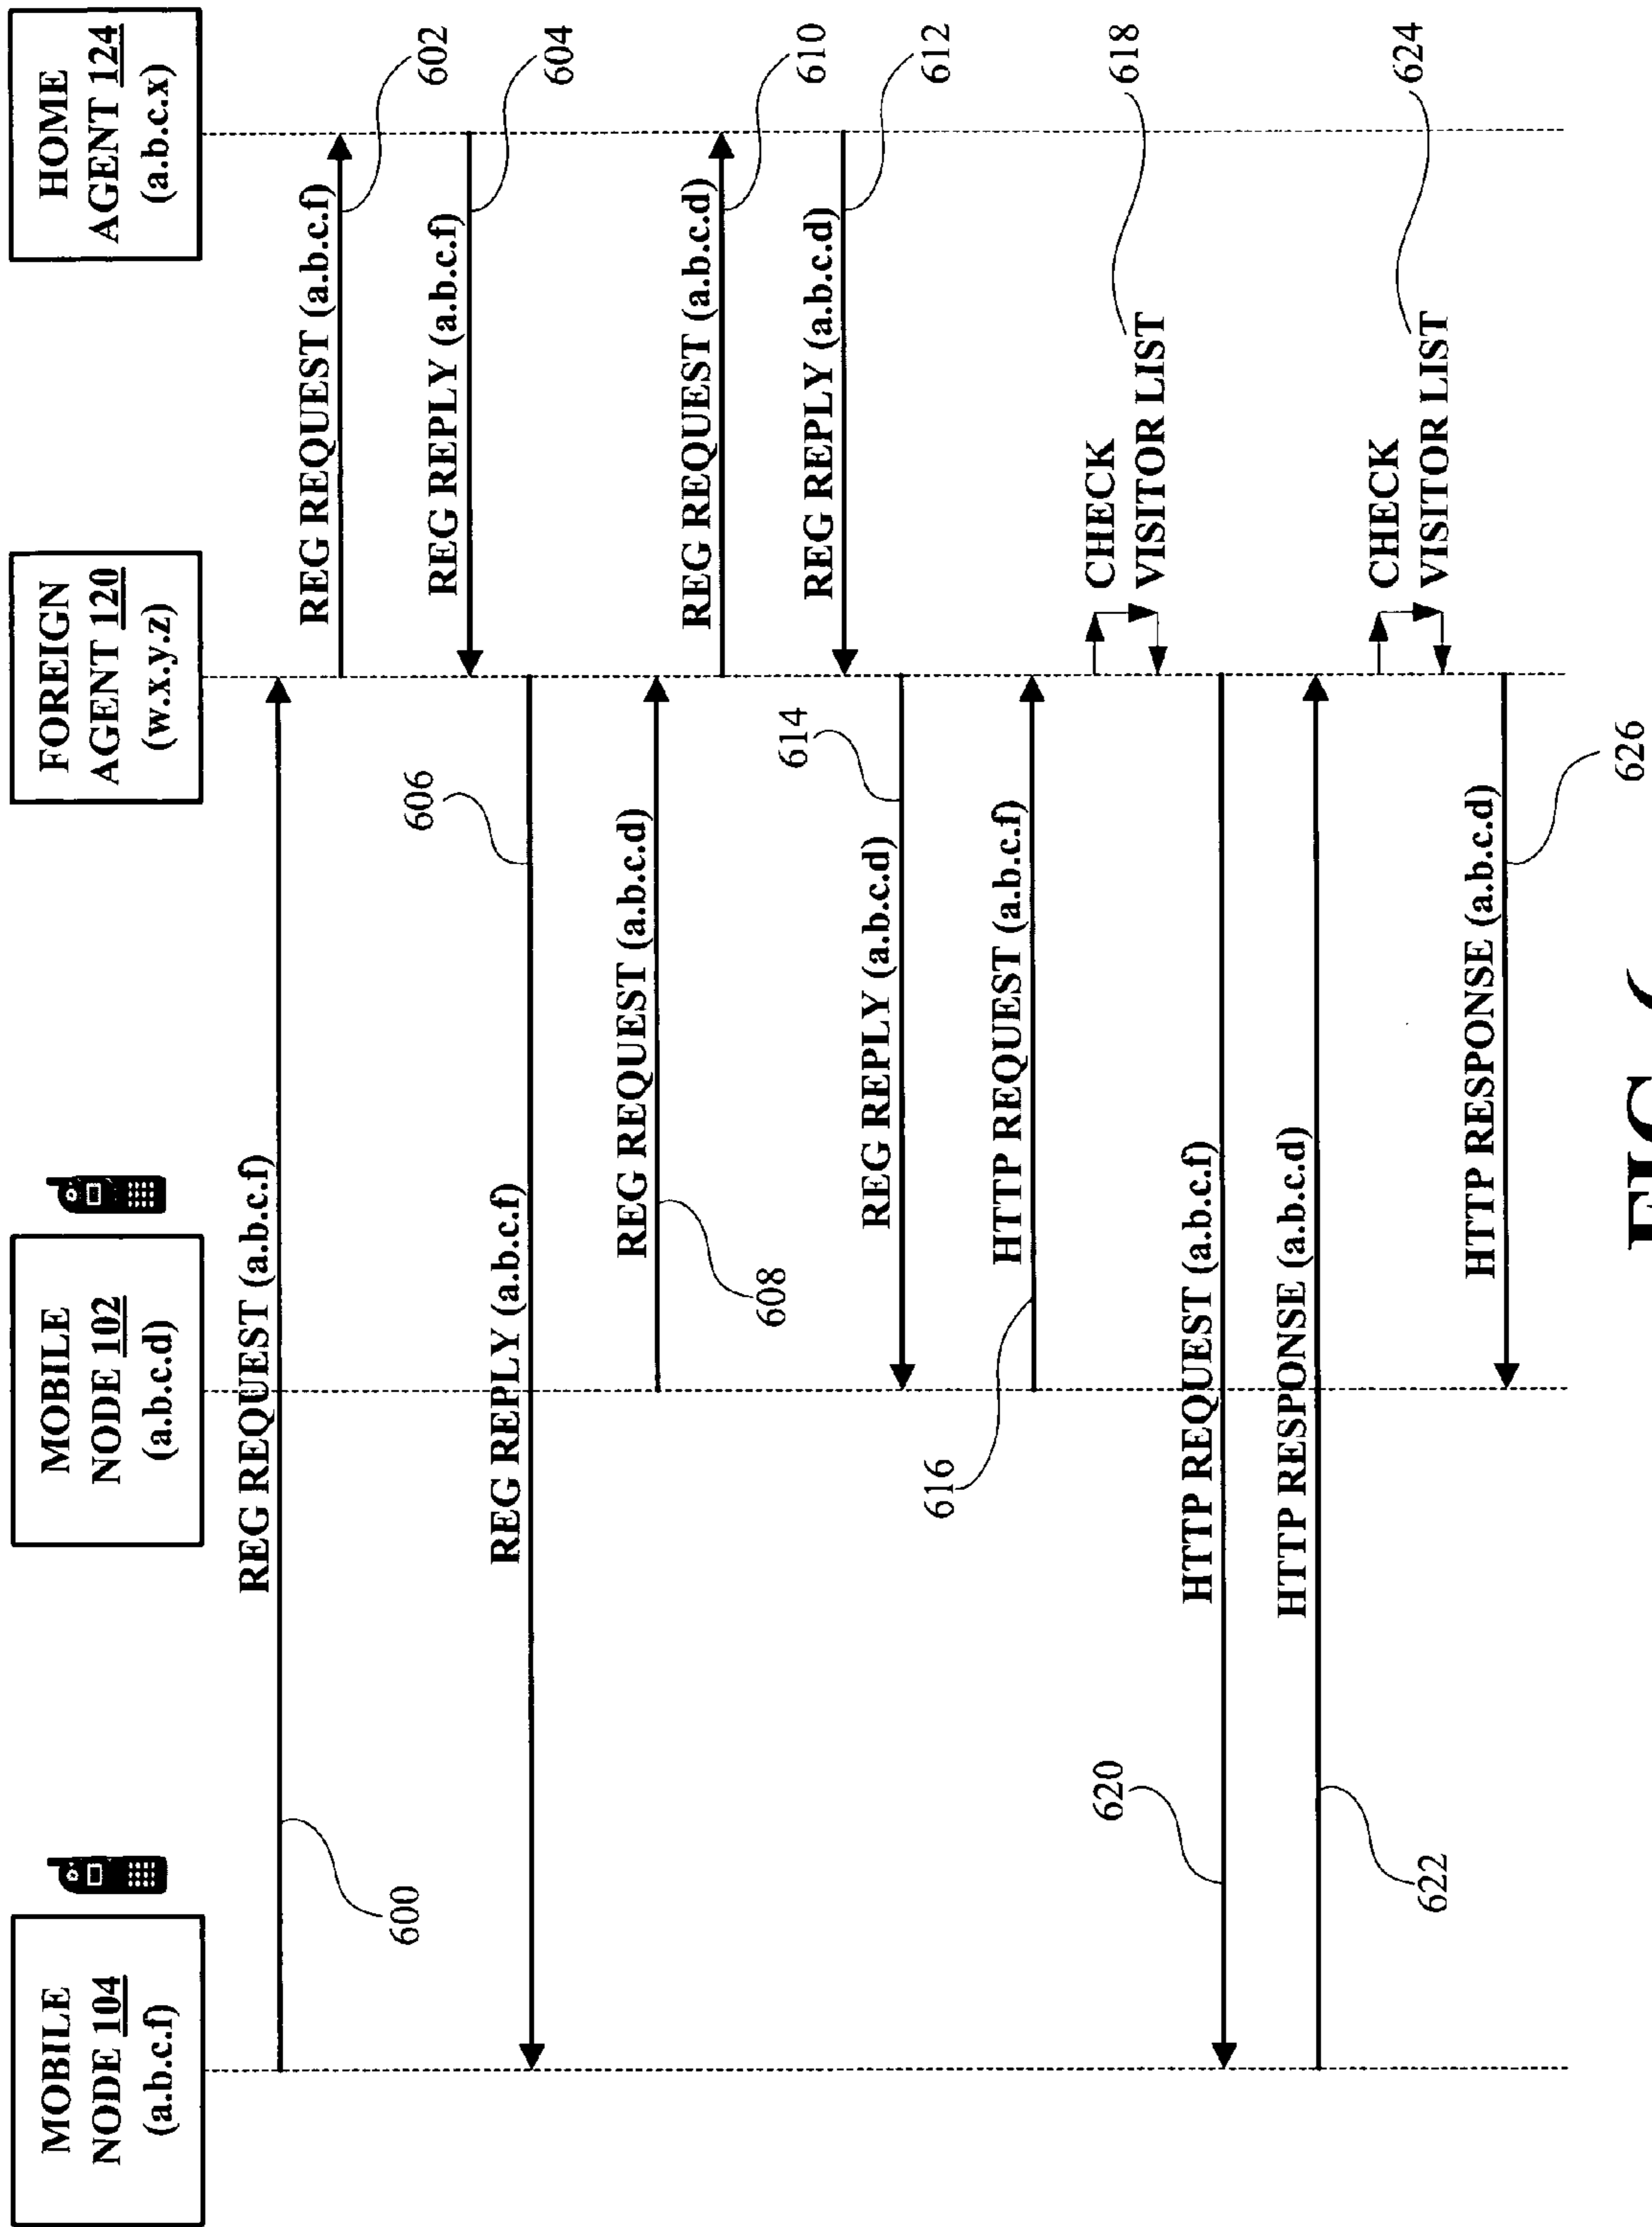 MOBILE
NODE 104
(a.b.c.f)
MOBILE
NODE 102
(a.b.c.d)
FOREIGN
AGENT 120
(w.x.y.z)
HOME
AGENT 124
(a.b.c.x)
REG REQUEST (a.b.c.f)
600
REG REQUEST (a.b.c.f)
602
REG REPLY (a.b.c.f)
604
REG REPLY (a.b.c.f)
606
REG REQUEST (a.b.c.d)
608
REG REQUEST (a.b.c.d)
610
REG REPLY (a.b.c.d)
612
REG REPLY (a.b.c.d)
614
HTTP REQUEST (a.b.c.f)
616
CHECK
VISITOR LIST
618
HTTP REQUEST (a.b.c.f)
620
HTTP RESPONSE (a.b.c.d)
622
CHECK
VISITOR LIST
624
HTTP RESPONSE (a.b.c.d)
626